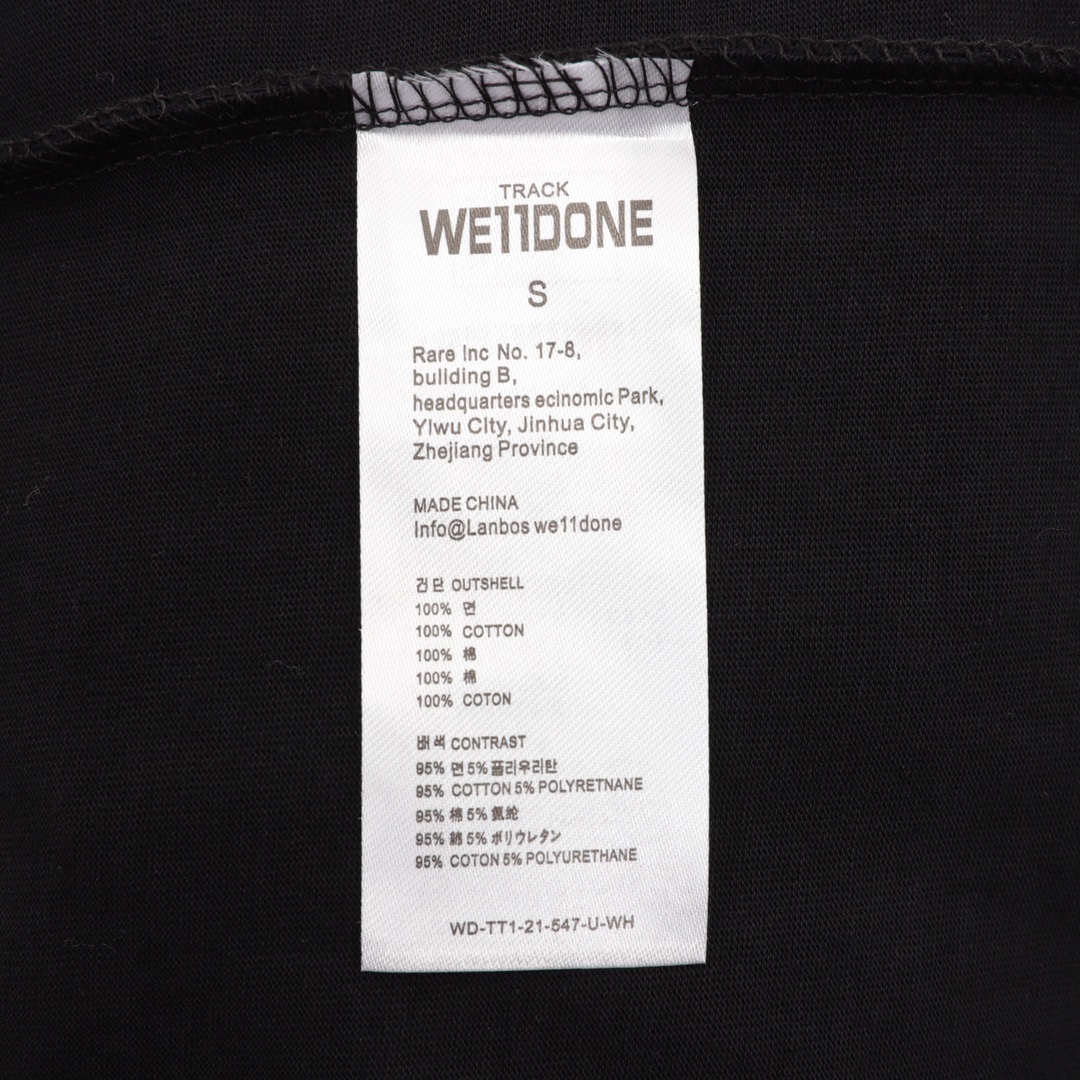 TRACK
WE11DONE
S
Rare Inc No. 17-8,
building B,
headquarters ecinomic Park,
Yiwu City, Jinhua City,
Zhejiang Province
MADE CHINA
Info@Lanbos we11done
건단 OUTSHELL
100% 면
100% COTTON
100% 棉
100% 棉
100% COTON
배색 CONTRAST
95% 면 5% 폴리우리탄
95% COTTON 5% POLYRETNANE
95% 棉 5% 氨纶
95% 綿 5% ポリウレタン
95% COTON 5% POLYURETHANE
WD-TT1-21-547-U-WH